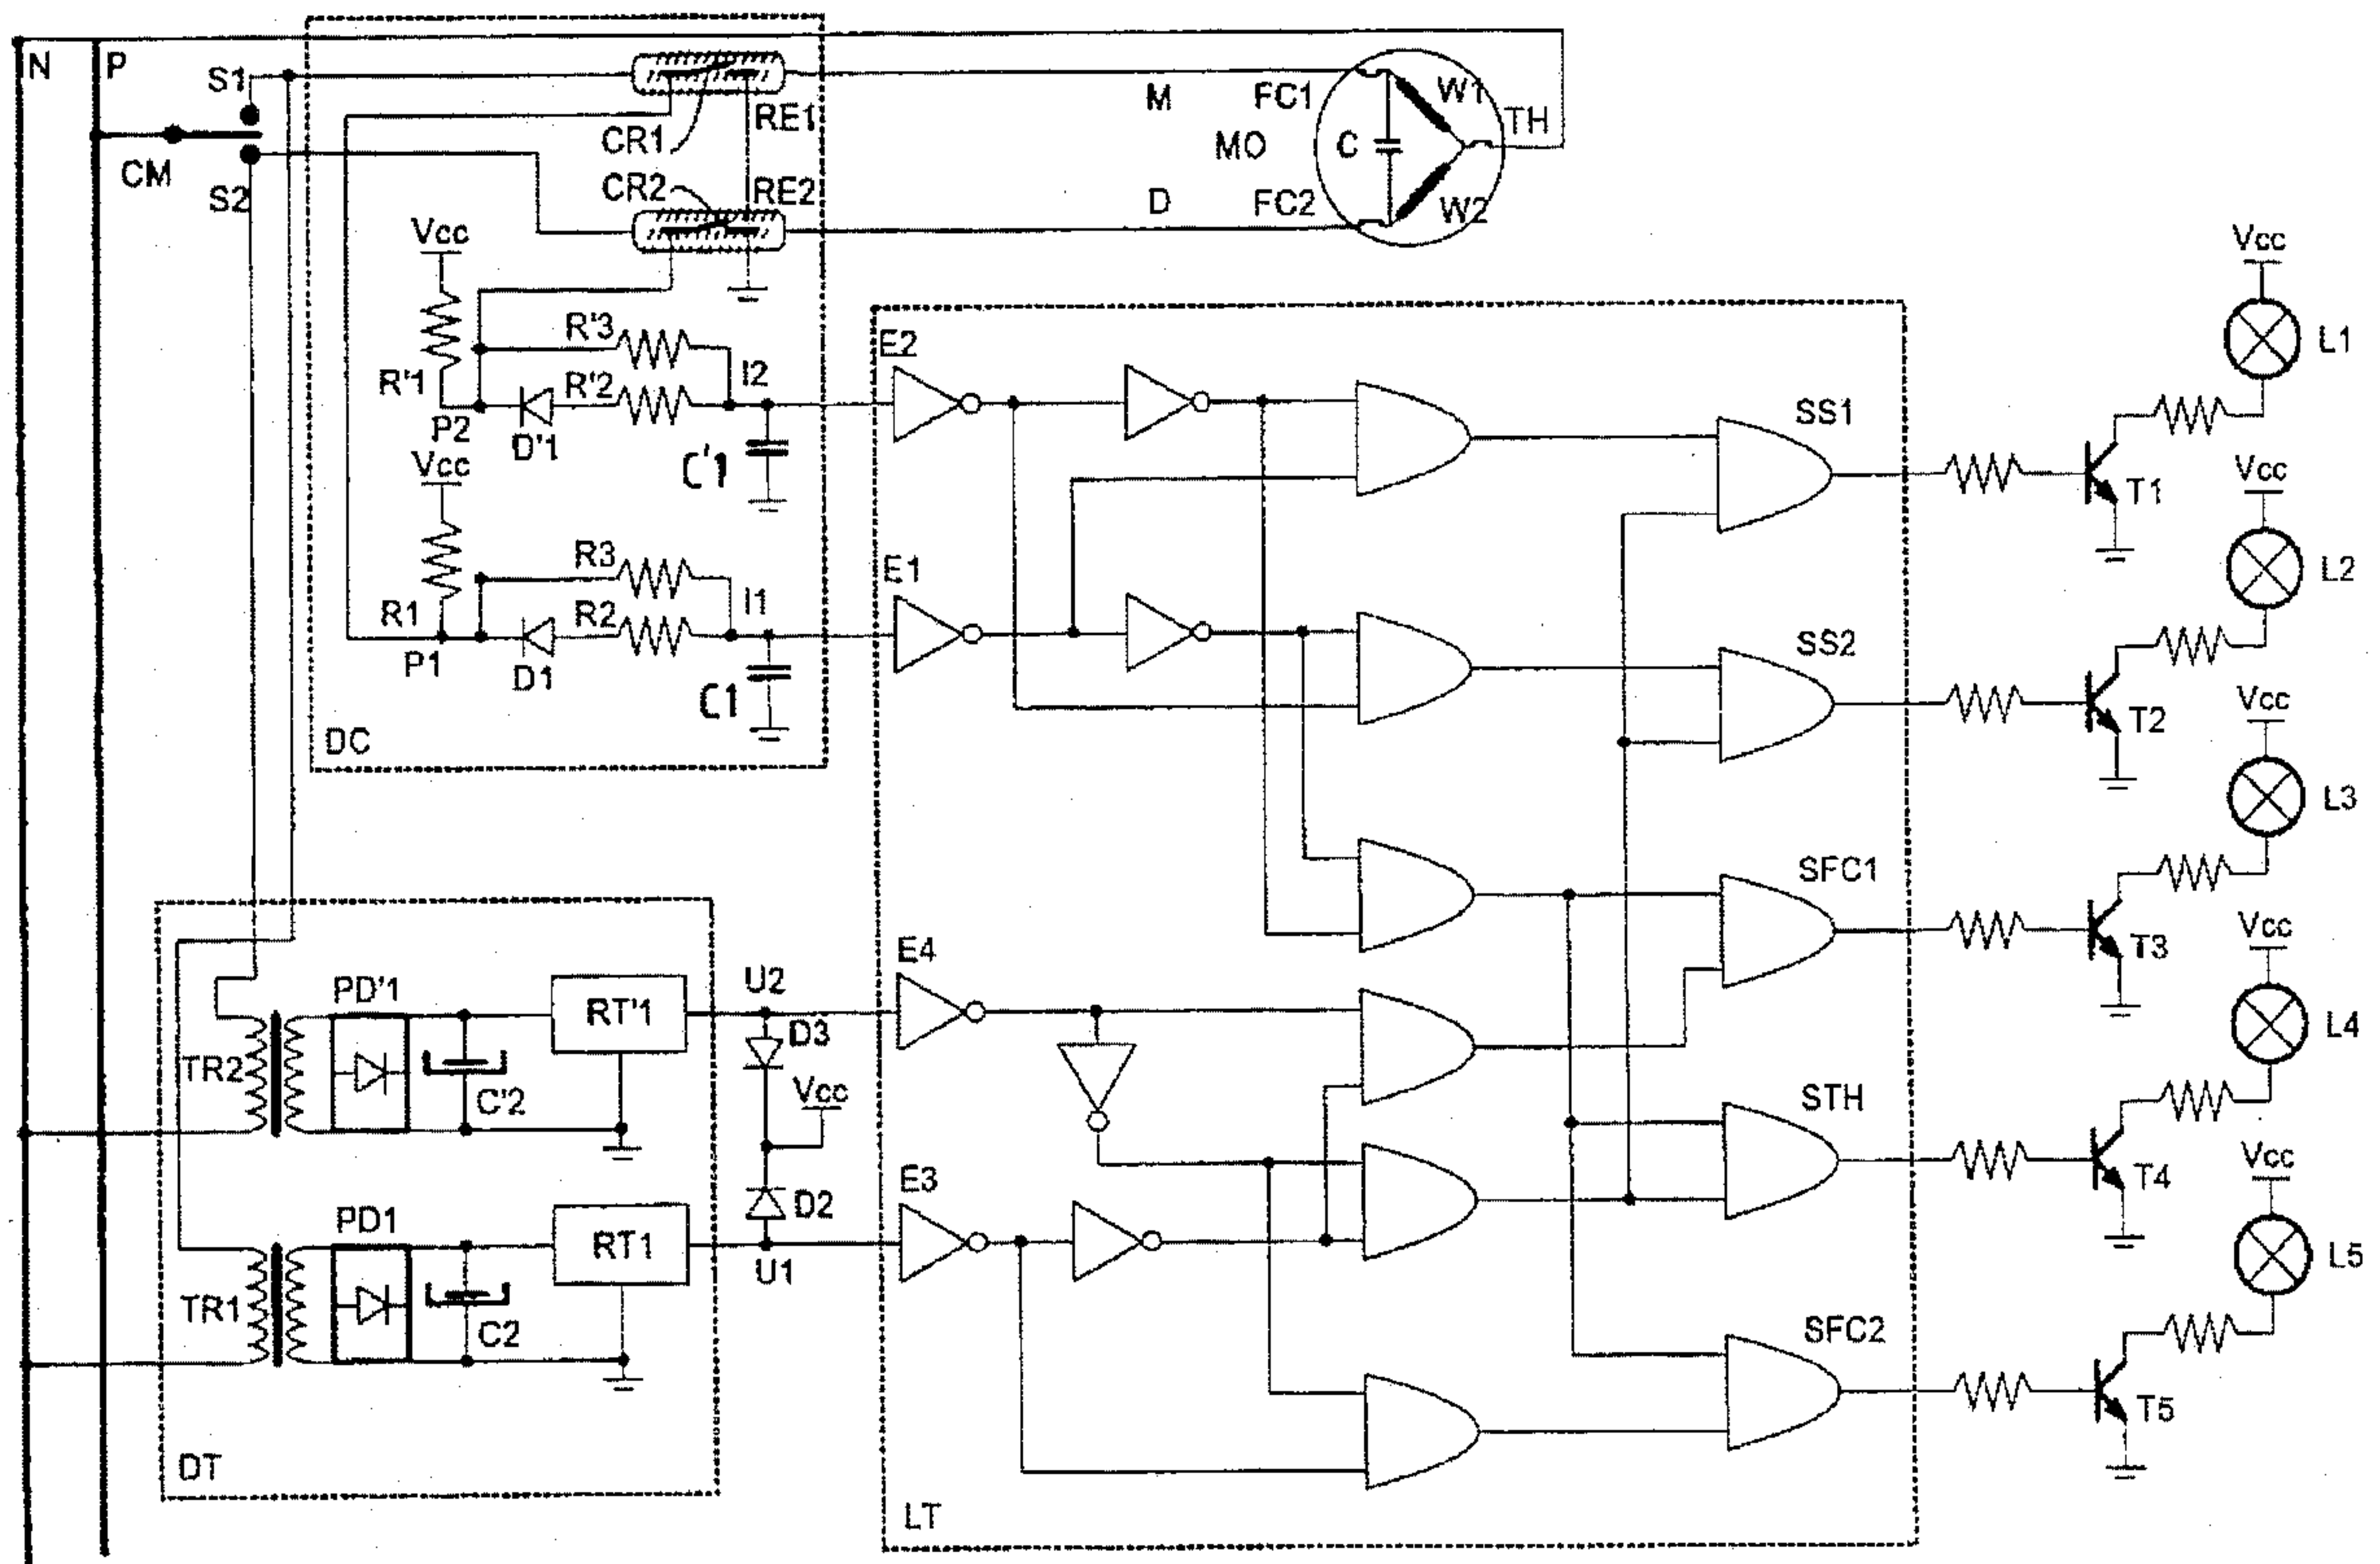 N
P
S1
CM
S2
CR1
RE1
CR2
RE2
M
D
MO
FC1
FC2
C
W1
W2
TH
Vcc
R'1
P2
R'3
R'2
D'1
I2
C'1
Vcc
R1
P1
R3
R2
D1
I1
C1
DC
E2
E1
E4
E3
SS1
SS2
SFC1
STH
SFC2
LT
Vcc
L1
T1
Vcc
L2
T2
Vcc
L3
T3
Vcc
L4
T4
Vcc
L5
T5
TR2
PD'1
C'2
RT'1
U2
D3
Vcc
D2
U1
TR1
PD1
C2
RT1
DT